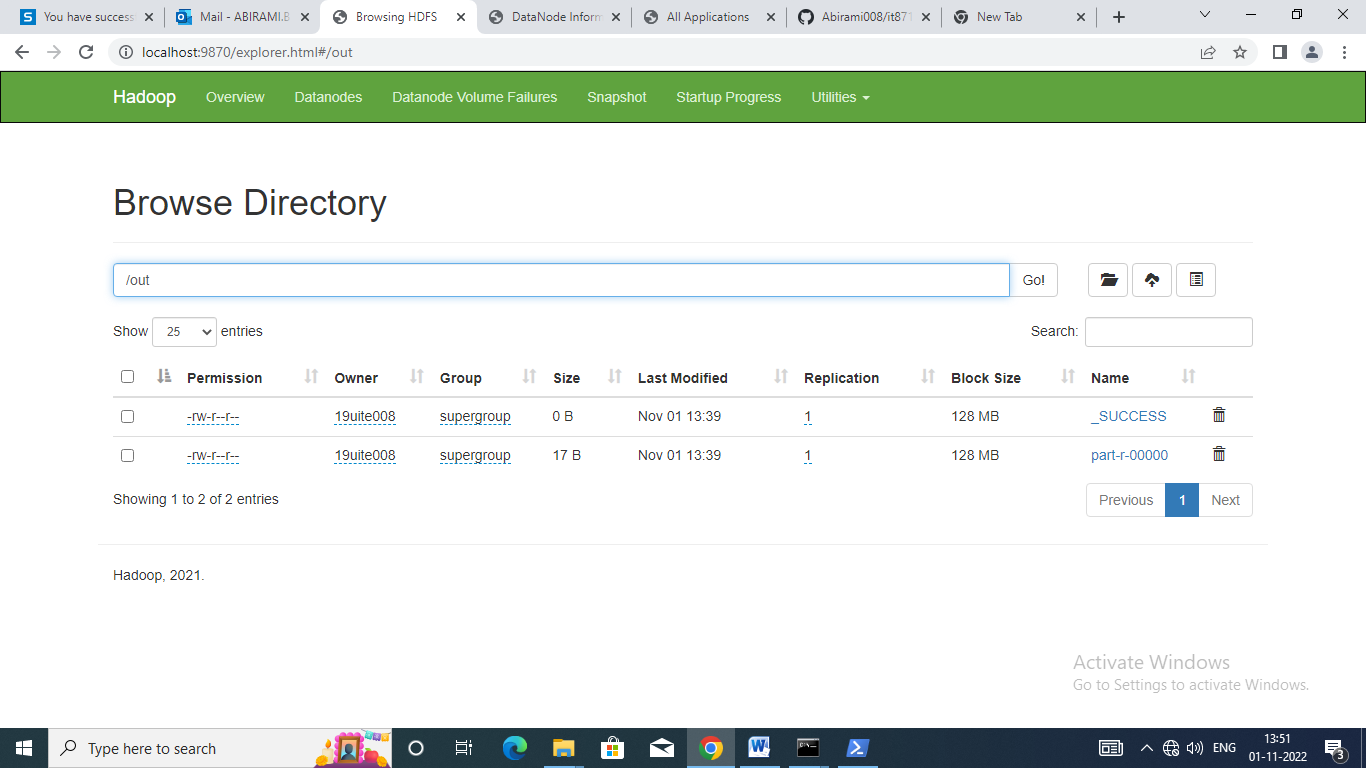 You have success
Mail - ABIRAMI.B
Browsing HDFS
DataNode Inform
All Applications
Abirami008/it871
New Tab
localhost:9870/explorer.html#/out
Hadoop Overview Datanodes Datanode Volume Failures Snapshot Startup Progress Utilities
Browse Directory
/out Go!
Show 25 entries Search:
Permission Owner Group Size Last Modified Replication Block Size Name
-rw-r--r-- 19uite008 supergroup 0 B Nov 01 13:39 1 128 MB _SUCCESS
-rw-r--r-- 19uite008 supergroup 17 B Nov 01 13:39 1 128 MB part-r-00000
Showing 1 to 2 of 2 entries Previous 1 Next
Hadoop, 2021.
Activate Windows
Go to Settings to activate Windows.
Type here to search
ENG
13:51
01-11-2022
3